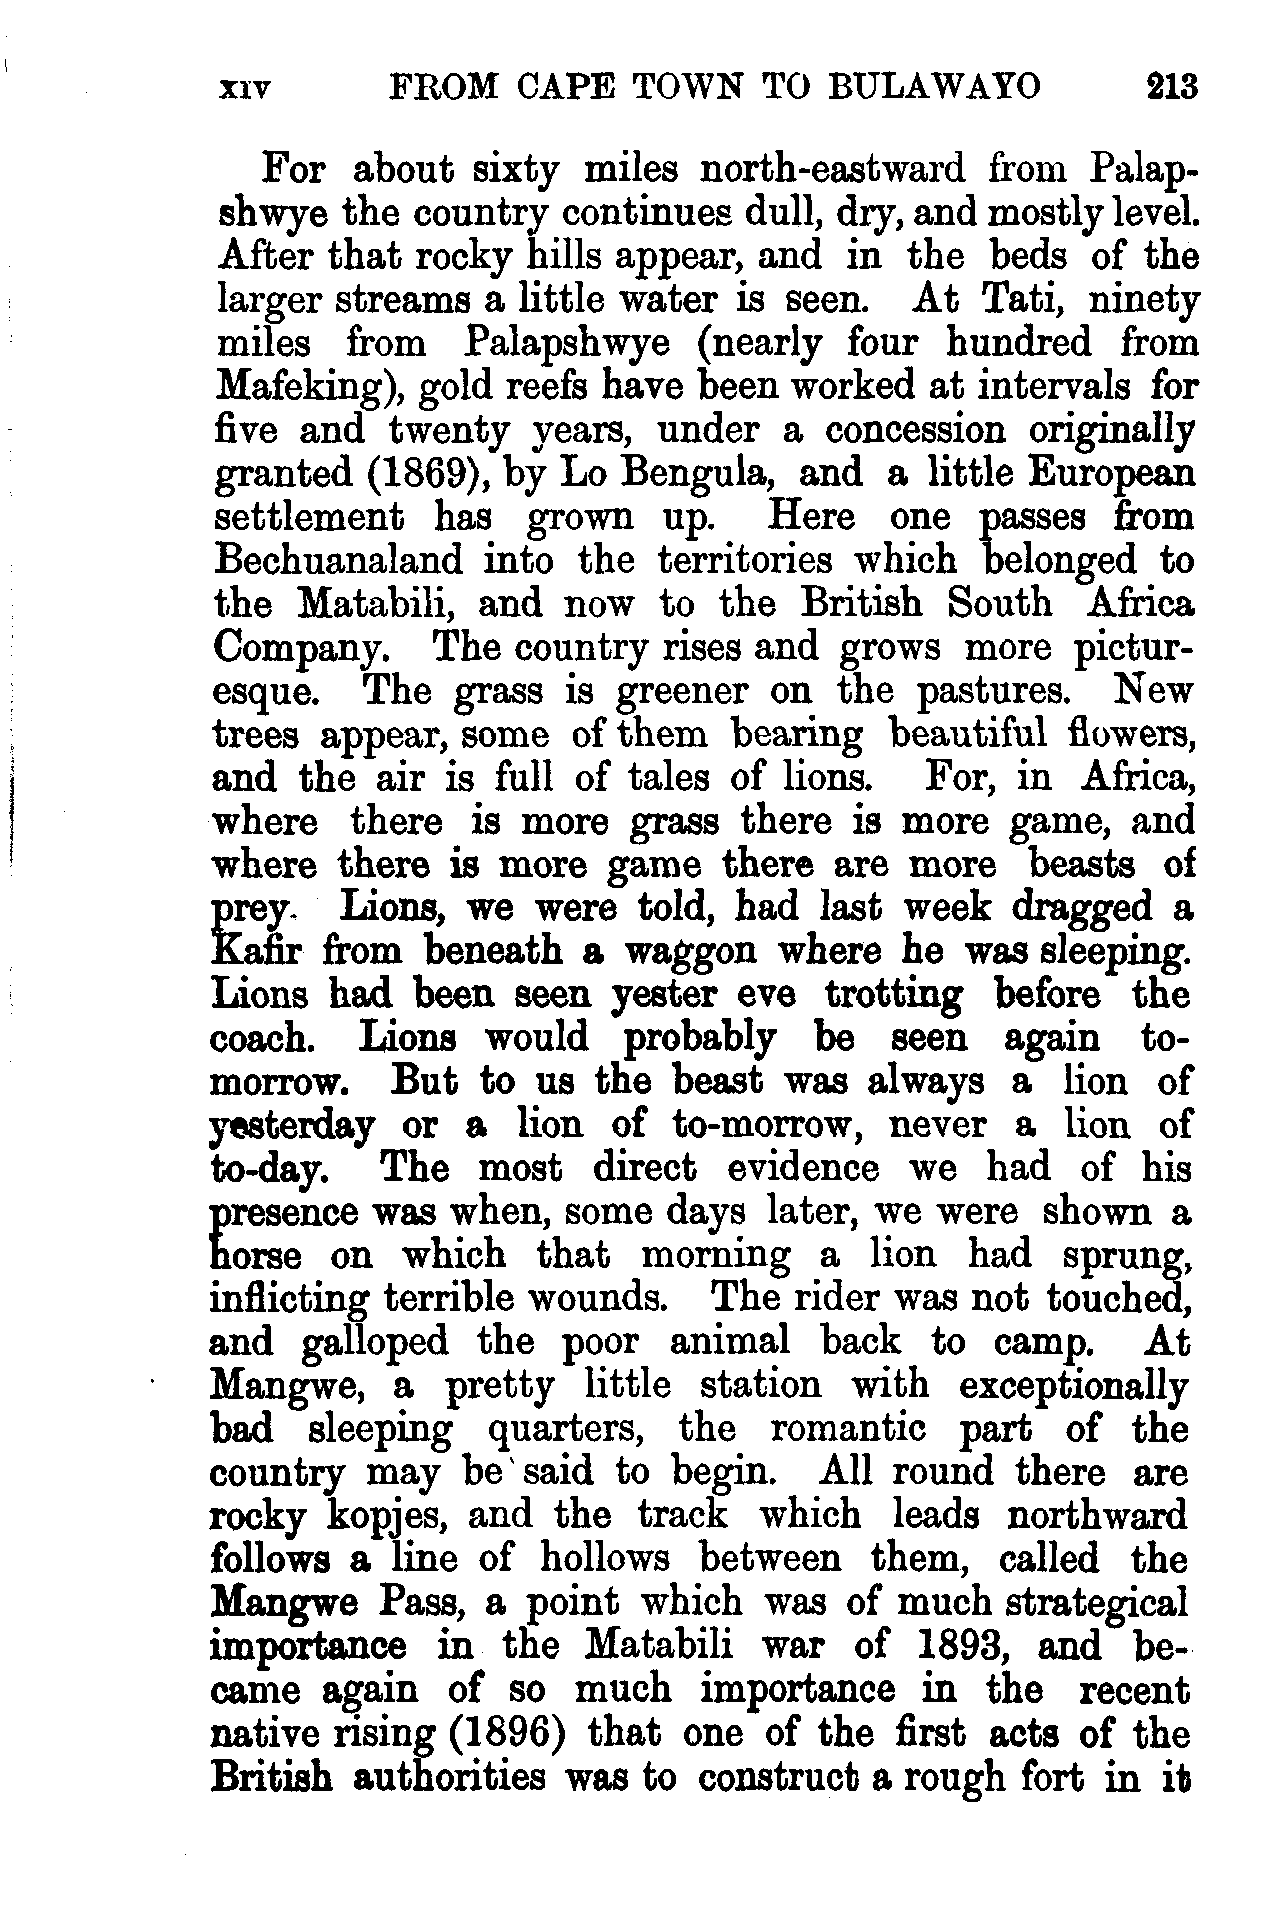 xiv FROM CAPE TOWN TO BULAWAYO 213
For about sixty miles north-eastward from Palap-
shwye the country continues dull, dry, and mostly level.
After that rocky hills appear, and in the beds of the
larger streams a little water is seen. At Tati, ninety
miles from Palapshwye (nearly four hundred from
Mafeking), gold reefs have been worked at intervals for
five and twenty years, under a concession originally
granted (1869), by Lo Bengula, and a little European
settlement has grown up. Here one passes from
Bechuanaland into the territories which belonged to
the Matabili, and now to the British South Africa
Company. The country rises and grows more pictur-
esque. The grass is greener on the pastures. New
trees appear, some of them bearing beautiful flowers,
and the air is full of tales of lions. For, in Africa,
where there is more grass there is more game, and
where there is more game there are more beasts of
prey. Lions, we were told, had last week dragged a
Kafir from beneath a waggon where he was sleeping.
Lions had been seen yester eve trotting before the
coach. Lions would probably be seen again to-
morrow. But to us the beast was always a lion of
yesterday or a lion of to-morrow, never a lion of
to-day. The most direct evidence we had of his
presence was when, some days later, we were shown a
horse on which that morning a lion had sprung,
inflicting terrible wounds. The rider was not touched,
and galloped the poor animal back to camp. At
Mangwe, a pretty little station with exceptionally
bad sleeping quarters, the romantic part of the
country may be said to begin. All round there are
rocky kopjes, and the track which leads northward
follows a line of hollows between them, called the
Mangwe Pass, a point which was of much strategical
importance in the Matabili war of 1893, and be-
came again of so much importance in the recent
native rising (1896) that one of the first acts of the
British authorities was to construct a rough fort in it